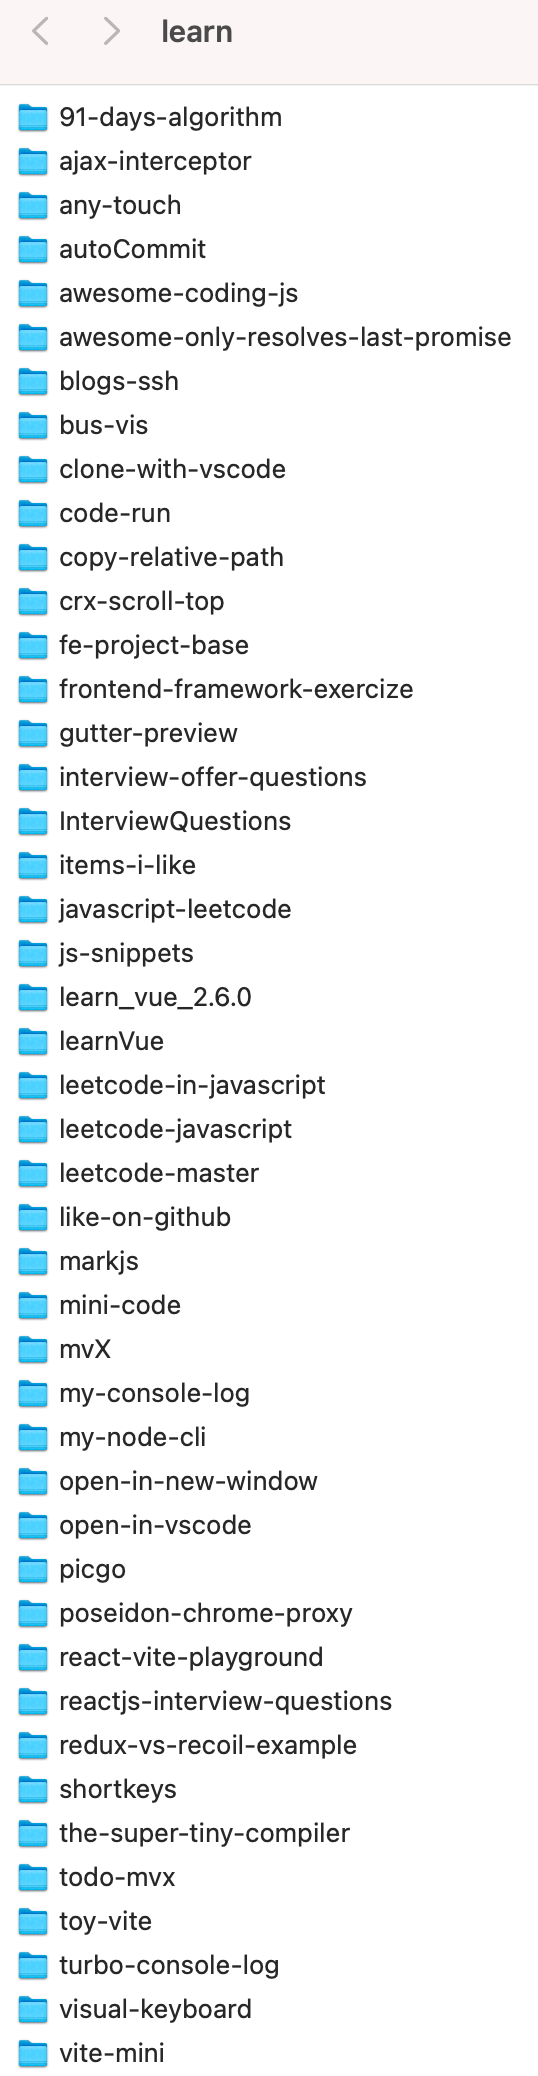 learn
91-days-algorithm
ajax-interceptor
any-touch
autoCommit
awesome-coding-js
awesome-only-resolves-last-promise
blogs-ssh
bus-vis
clone-with-vscode
code-run
copy-relative-path
crx-scroll-top
fe-project-base
frontend-framework-exercize
gutter-preview
interview-offer-questions
InterviewQuestions
items-i-like
javascript-leetcode
js-snippets
learn_vue_2.6.0
learnVue
leetcode-in-javascript
leetcode-javascript
leetcode-master
like-on-github
markjs
mini-code
mvX
my-console-log
my-node-cli
open-in-new-window
open-in-vscode
picgo
poseidon-chrome-proxy
react-vite-playground
reactjs-interview-questions
redux-vs-recoil-example
shortkeys
the-super-tiny-compiler
todo-mvx
toy-vite
turbo-console-log
visual-keyboard
vite-mini